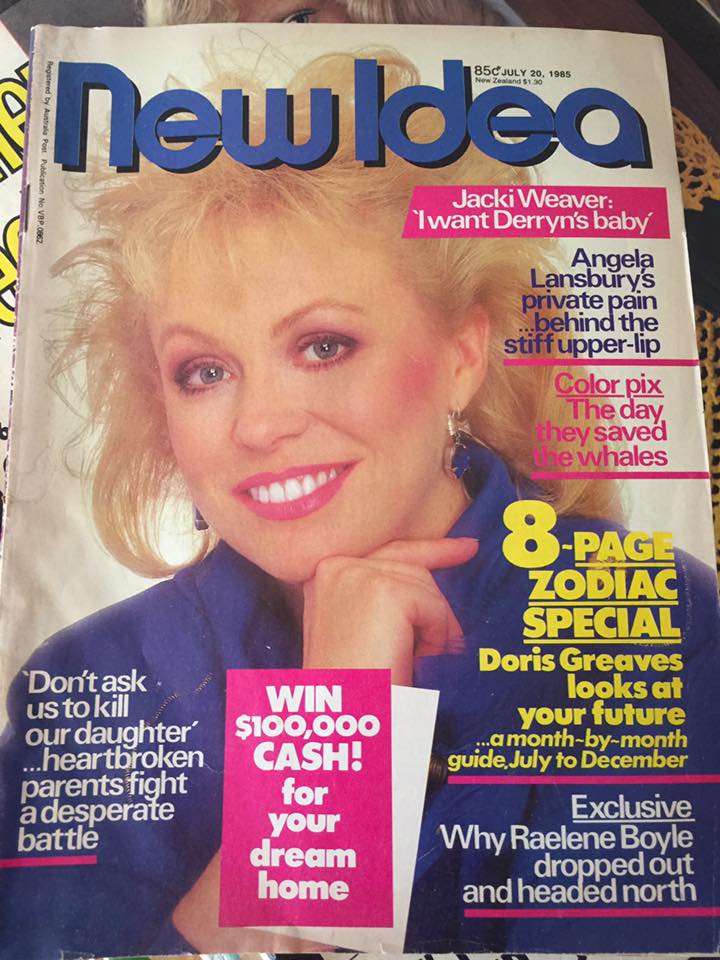 New Idea
85¢ JULY 20, 1985
New Zealand $1.30
Registered by Australia Post Publication No VBP 0862
Jacki Weaver:
'I want Derryn's baby'
Angela
Lansbury's
private pain
...behind the
stiff upper-lip
Color pix
The day
they saved
the whales
8-PAGE
ZODIAC
SPECIAL
Doris Greaves
looks at
your future
...a month-by-month
guide, July to December
'Don't ask
us to kill
our daughter'
...heartbroken
parents fight
a desperate
battle
WIN
$100,000
CASH!
for
your
dream
home
Exclusive
Why Raelene Boyle
dropped out
and headed north